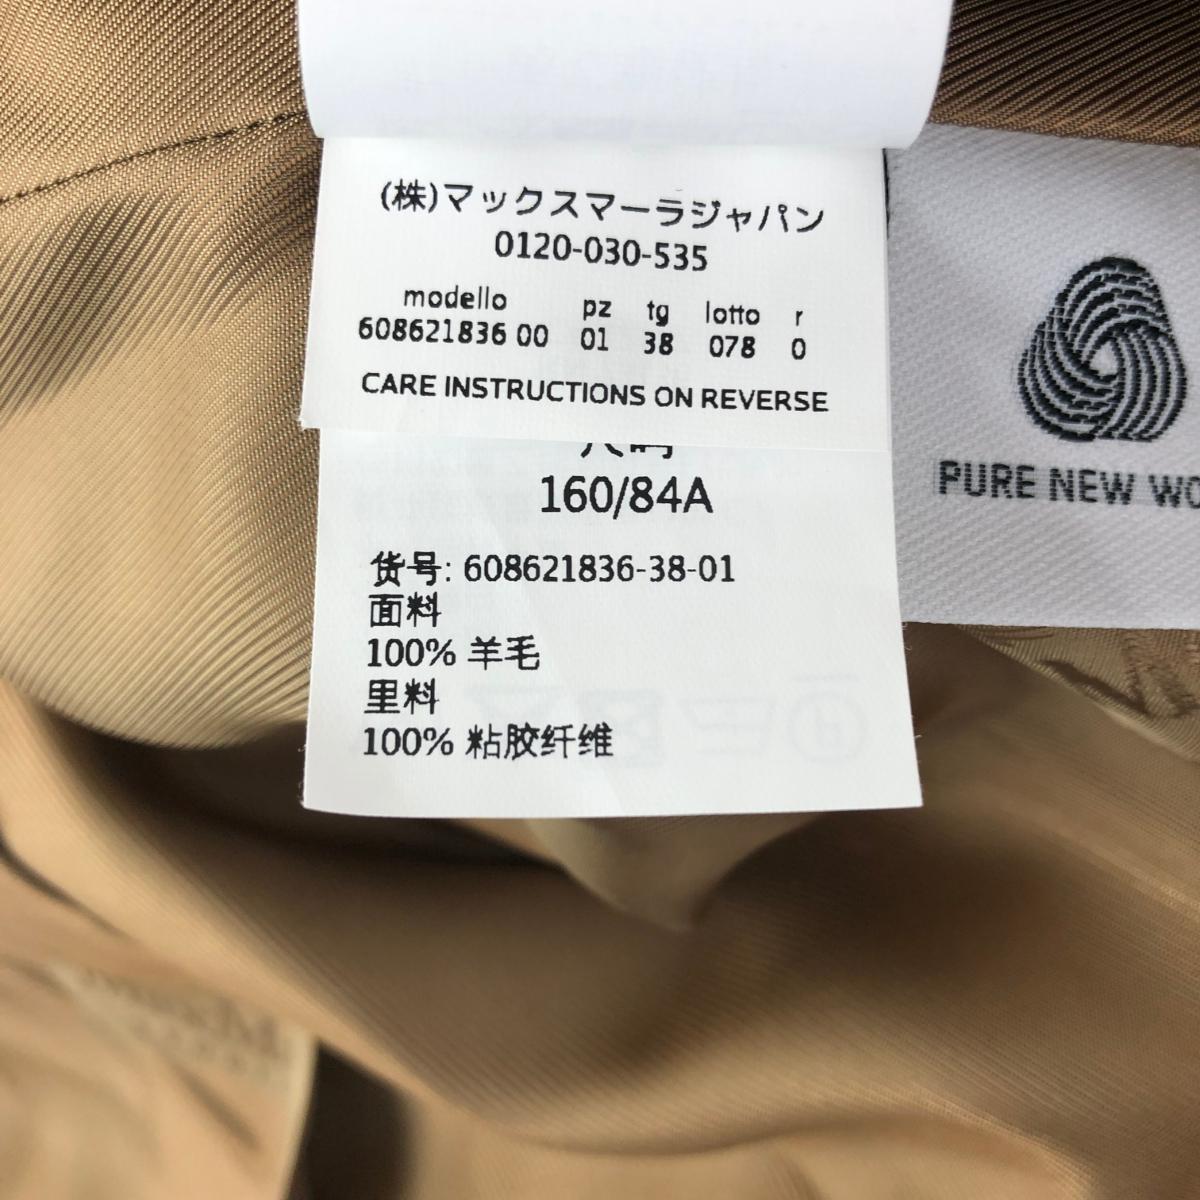 (株)マックスマーラジャパン
0120-030-535
modello pz tg lotto r
608621836 00 01 38 078 0
CARE INSTRUCTIONS ON REVERSE
尺码
160/84A
货号: 608621836-38-01
面料
100% 羊毛
里料
100% 粘胶纤维
PURE NEW WO